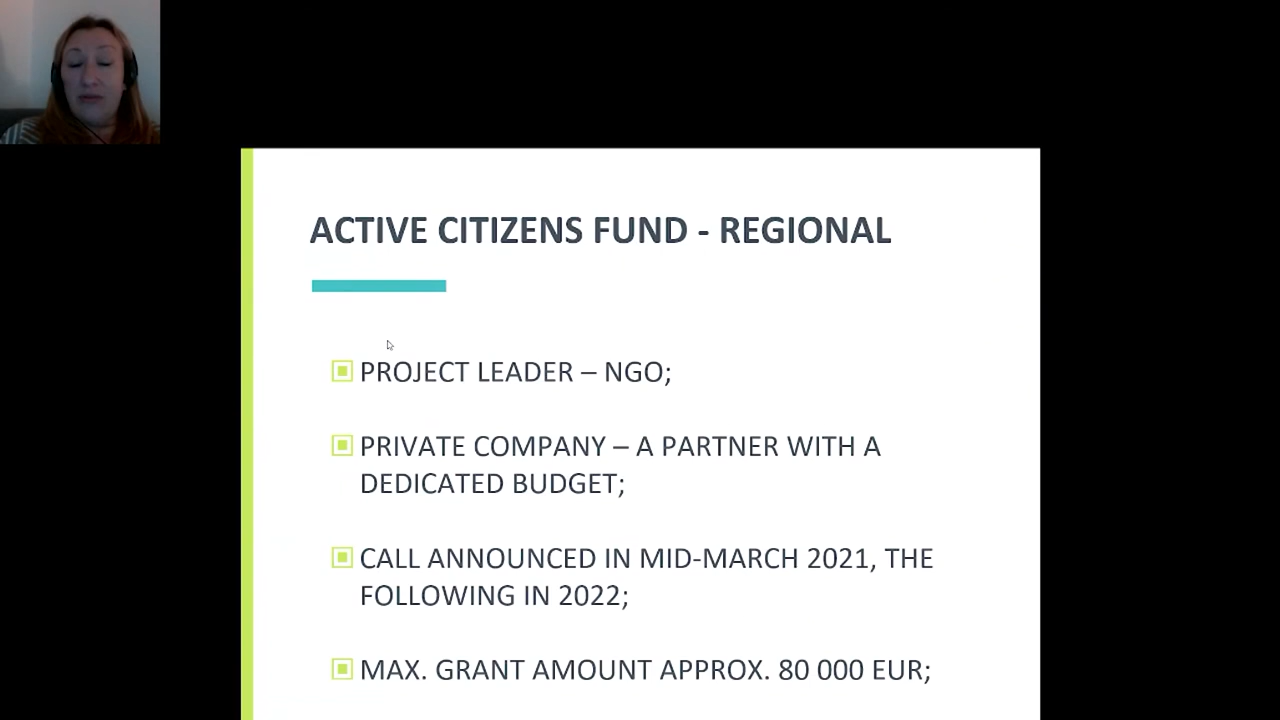 ACTIVE CITIZENS FUND - REGIONAL
PROJECT LEADER – NGO;
PRIVATE COMPANY – A PARTNER WITH A
DEDICATED BUDGET;
CALL ANNOUNCED IN MID-MARCH 2021, THE
FOLLOWING IN 2022;
MAX. GRANT AMOUNT APPROX. 80 000 EUR;